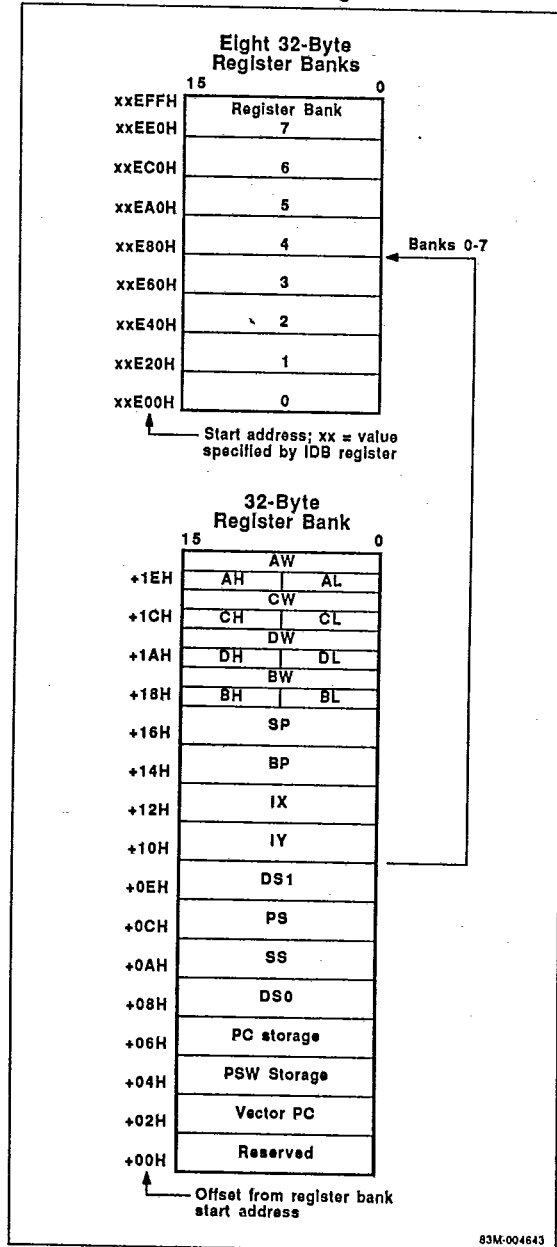 Eight 32-Byte
Register Banks
15 0
xxEFFH Register Bank
xxEE0H 7
xxEC0H 6
xxEA0H 5
xxE80H 4 Banks 0-7
xxE60H 3
xxE40H 2
xxE20H 1
xxE00H 0
Start address; xx = value
specified by IDB register
32-Byte
Register Bank
15 0
AW
+1EH AH AL
CW
+1CH CH CL
DW
+1AH DH DL
BW
+18H BH BL
+16H SP
+14H BP
+12H IX
+10H IY
+0EH DS1
+0CH PS
+0AH SS
+08H DS0
+06H PC storage
+04H PSW Storage
+02H Vector PC
+00H Reserved
Offset from register bank
start address
83M-004643